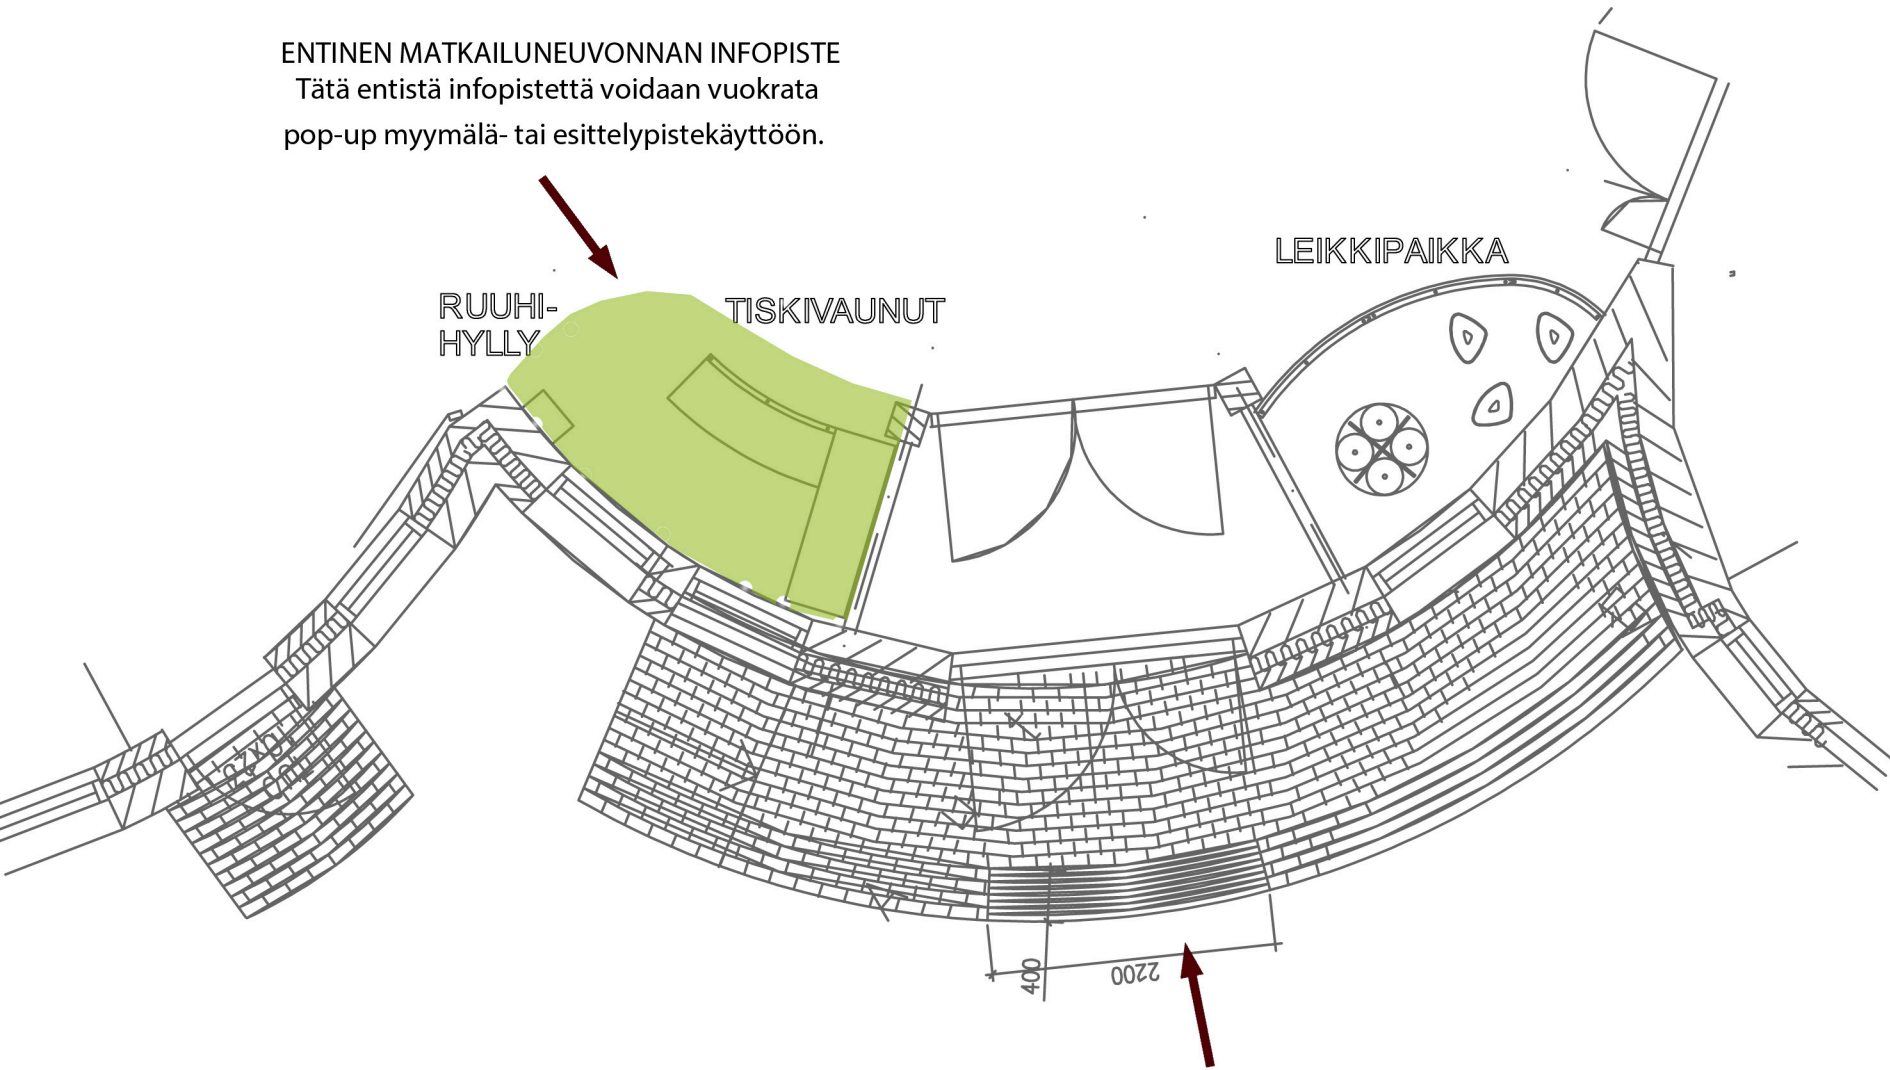 ENTINEN MATKAILUNEUVONNAN INFOPISTE
Tätä entistä infopistettä voidaan vuokrata
pop-up myymälä- tai esittelypistekäyttöön.
LEIKKIPAIKKA
RUUHI-
HYLLY
TISKIVAUNUT
400
2200